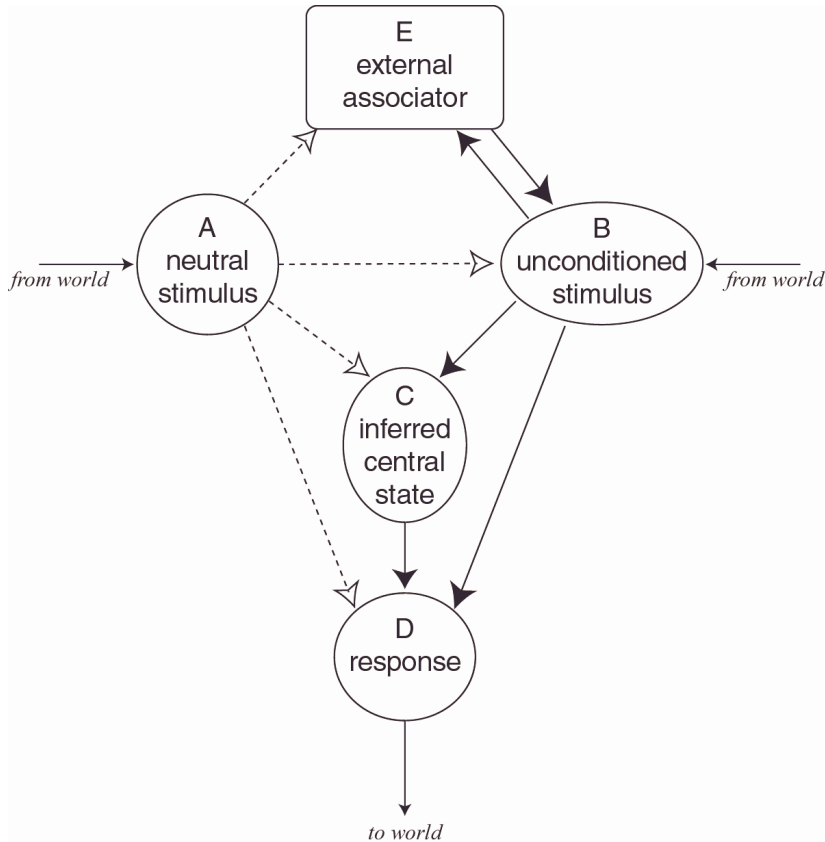 E
external
associator
A
neutral
stimulus
B
unconditioned
stimulus
from world
from world
C
inferred
central
state
D
response
to world